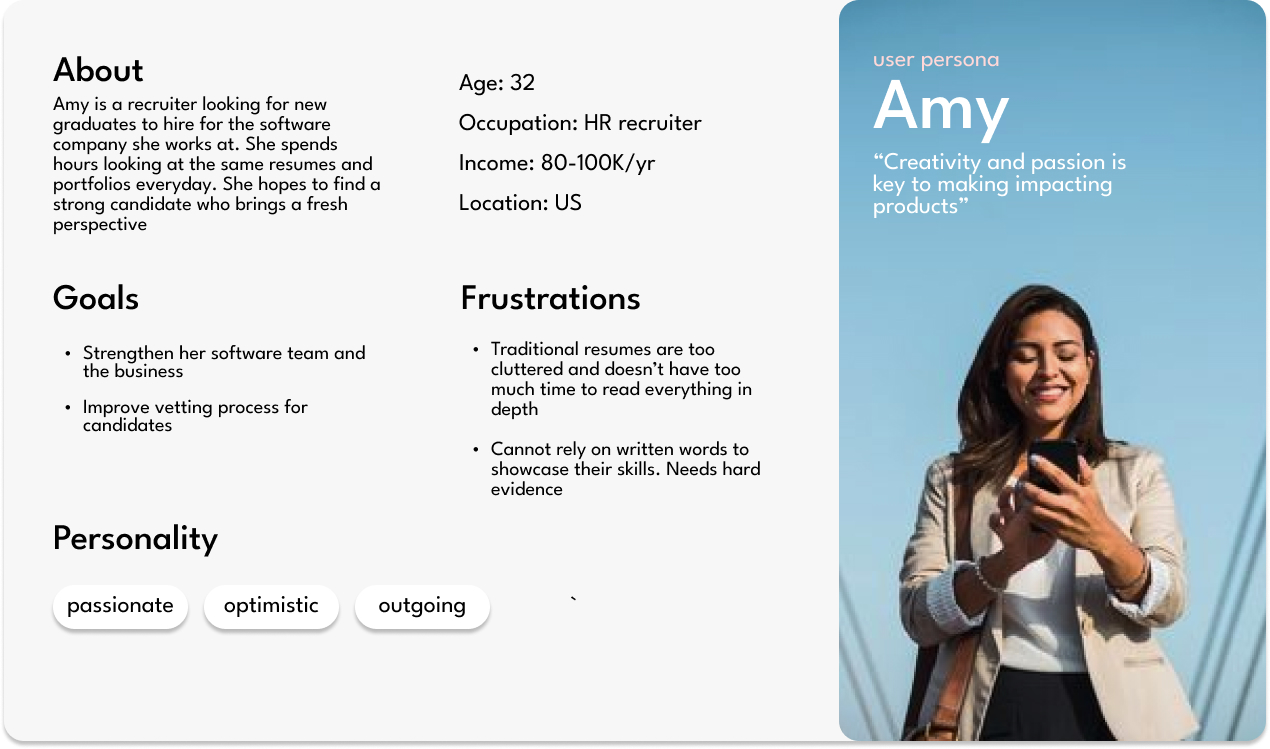 About
Amy is a recruiter looking for new
graduates to hire for the software
company she works at. She spends
hours looking at the same resumes and
portfolios everyday. She hopes to find a
strong candidate who brings a fresh
perspective
Age: 32
Occupation: HR recruiter
Income: 80-100K/yr
Location: US
Goals
• Strengthen her software team and
the business
• Improve vetting process for
candidates
Frustrations
• Traditional resumes are too
cluttered and doesn’t have too
much time to read everything in
depth
• Cannot rely on written words to
showcase their skills. Needs hard
evidence
Personality
passionate
optimistic
outgoing
`
user persona
Amy
“Creativity and passion is
key to making impacting
products”